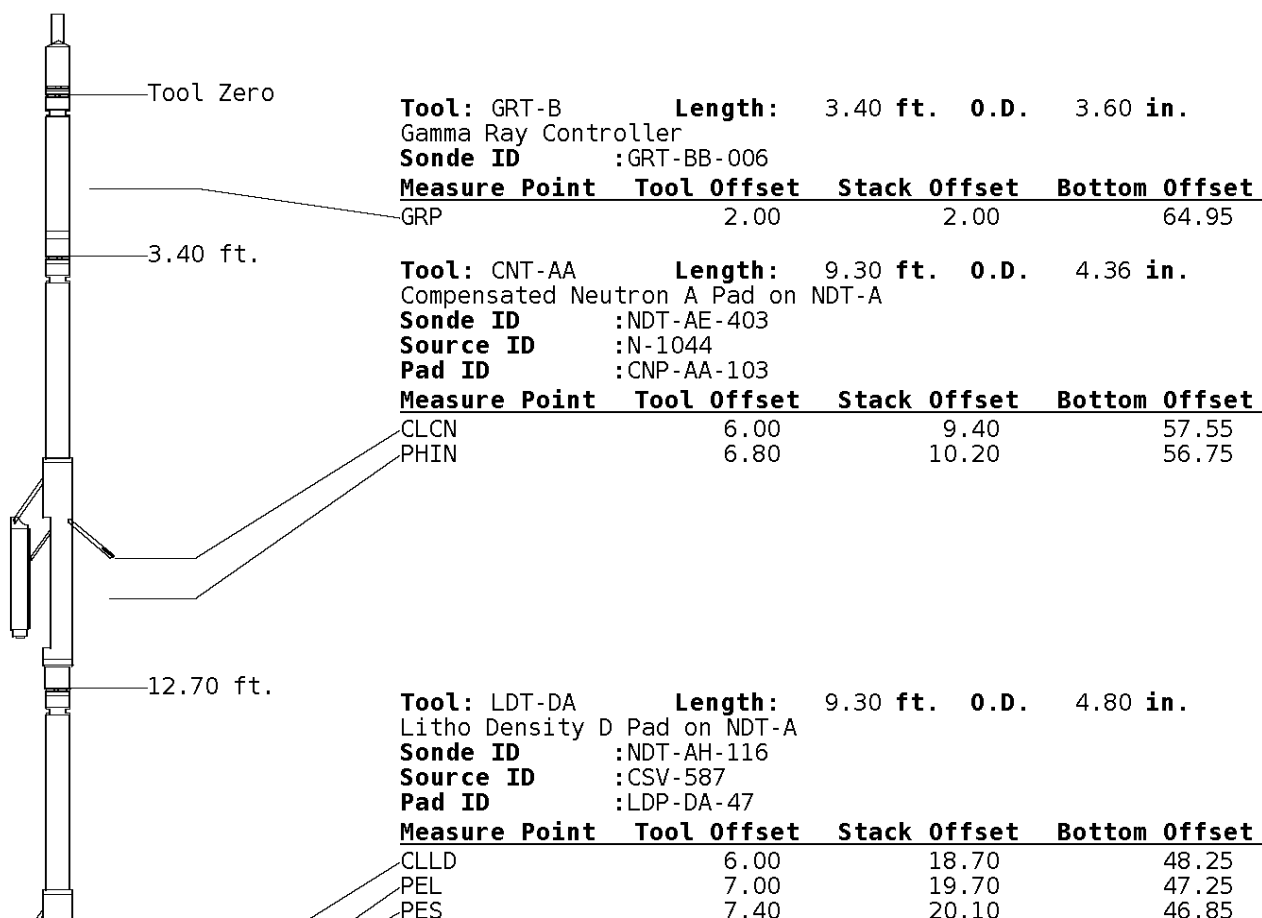 Tool Zero
Tool: GRT-B Length: 3.40 ft. O.D. 3.60 in.
Gamma Ray Controller
Sonde ID :GRT-BB-006
Measure Point Tool Offset Stack Offset Bottom Offset
GRP 2.00 2.00 64.95
3.40 ft.
Tool: CNT-AA Length: 9.30 ft. O.D. 4.36 in.
Compensated Neutron A Pad on NDT-A
Sonde ID :NDT-AE-403
Source ID :N-1044
Pad ID :CNP-AA-103
Measure Point Tool Offset Stack Offset Bottom Offset
CLCN 6.00 9.40 57.55
PHIN 6.80 10.20 56.75
12.70 ft.
Tool: LDT-DA Length: 9.30 ft. O.D. 4.80 in.
Litho Density D Pad on NDT-A
Sonde ID :NDT-AH-116
Source ID :CSV-587
Pad ID :LDP-DA-47
Measure Point Tool Offset Stack Offset Bottom Offset
CLLD 6.00 18.70 48.25
PEL 7.00 19.70 47.25
PES 7.40 20.10 46.85